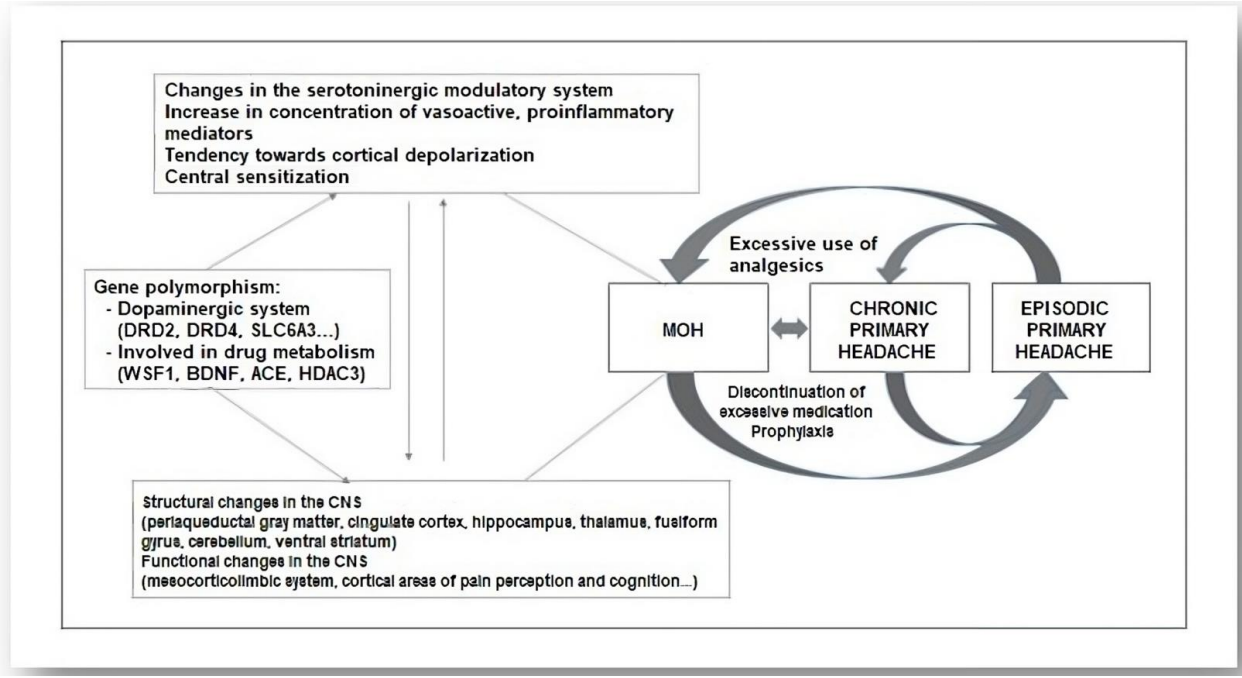 Changes in the serotoninergic modulatory system
Increase in concentration of vasoactive, proinflammatory
mediators
Tendency towards cortical depolarization
Central sensitization
Gene polymorphism:
- Dopaminergic system
(DRD2, DRD4, SLC6A3...)
- Involved in drug metabolism
(WSF1, BDNF, ACE, HDAC3)
Excessive use of
analgesics
MOH
CHRONIC
PRIMARY
HEADACHE
EPISODIC
PRIMARY
HEADACHE
Discontinuation of
excessive medication
Prophylaxis
Structural changes in the CNS
(periaqueductal gray matter, cingulate cortex, hippocampus, thalamus, fusiform
gyrus, cerebellum, ventral striatum)
Functional changes in the CNS
(mesocorticolimbic system, cortical areas of pain perception and cognition...)